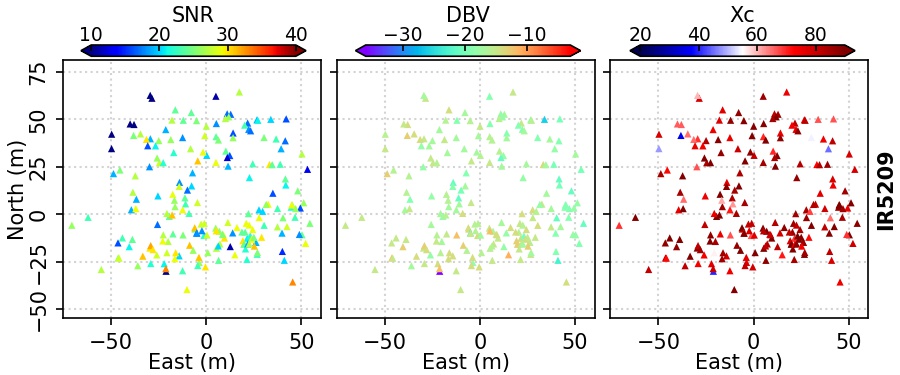 SNR DBV Xc
10 20 30 40 −30 −20 −10 20 40 60 80
75
50
25
0
−25
−50
North (m)
−50 0 50 −50 0 50 −50 0 50
East (m) East (m) East (m)
IR5209